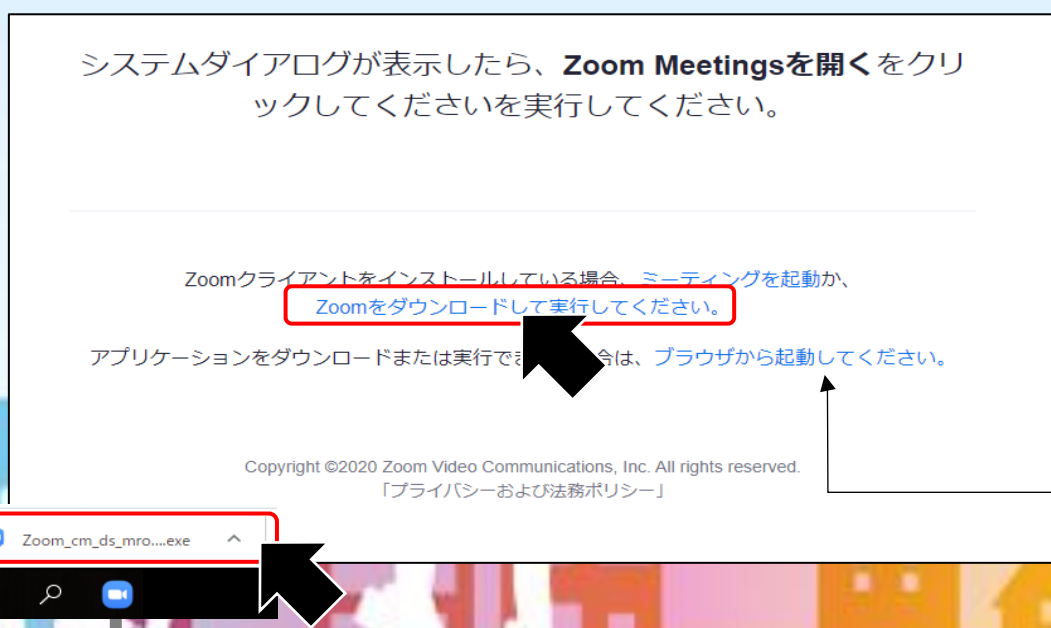 システムダイアログが表示したら、Zoom Meetingsを開くをクリ
ックしてくださいを実行してください。
Zoomクライアントをインストールしている場合、ミーティングを起動か、
Zoomをダウンロードして実行してください。
アプリケーションをダウンロードまたは実行でき 合は、ブラウザから起動してください。
Copyright ©2020 Zoom Video Communications, Inc. All rights reserved.
「プライバシーおよび法務ポリシー」
Zoom_cm_ds_mro....exe